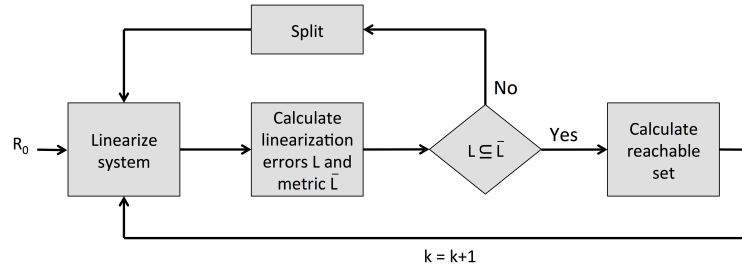 Split
No
R₀
Linearize
system
Calculate
linearization
errors L and
metric L̄
L ⊆ L̄
Yes
Calculate
reachable
set
k = k+1